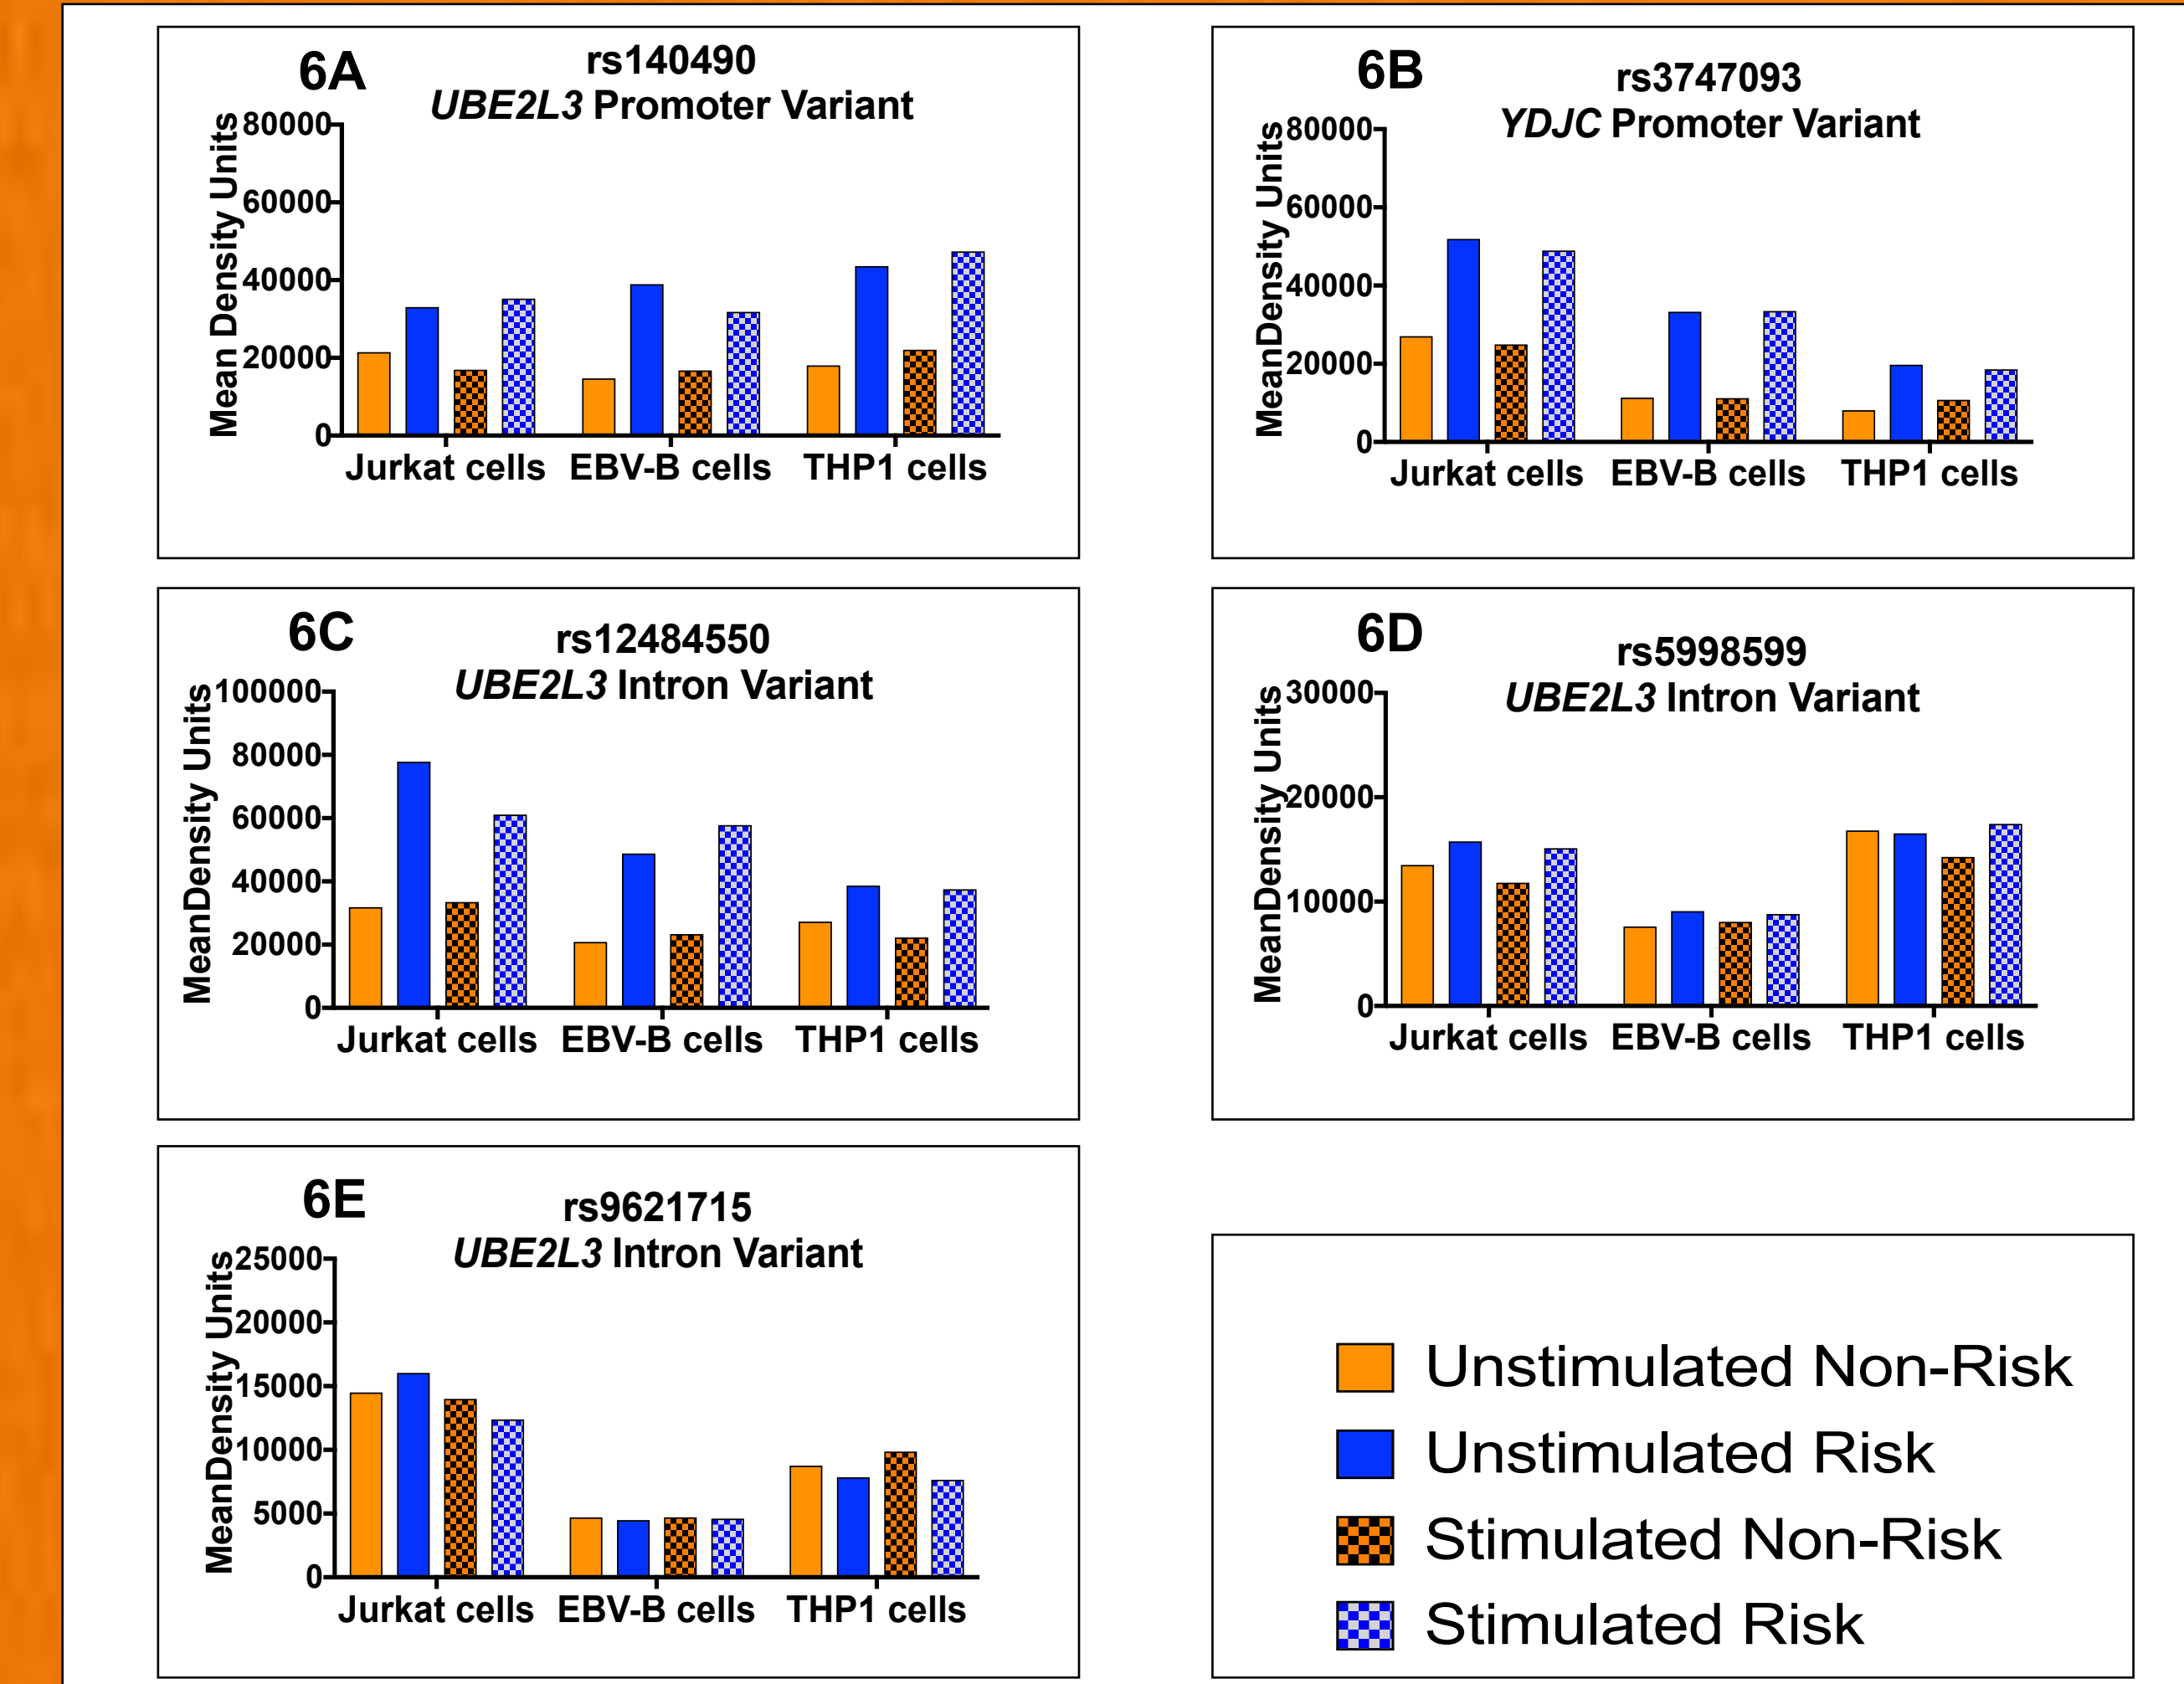 6A
rs140490
UBE2L3 Promoter Variant
Mean Density Units
80000
60000
40000
20000
0
Jurkat cells EBV-B cells THP1 cells
6B
rs3747093
YDJC Promoter Variant
MeanDensity Units
80000
60000
40000
20000
0
Jurkat cells EBV-B cells THP1 cells
6C
rs12484550
UBE2L3 Intron Variant
MeanDensity Units
100000
80000
60000
40000
20000
0
Jurkat cells EBV-B cells THP1 cells
6D
rs5998599
UBE2L3 Intron Variant
MeanDensity Units
30000
20000
10000
0
Jurkat cells EBV-B cells THP1 cells
6E
rs9621715
UBE2L3 Intron Variant
MeanDensity Units
25000
20000
15000
10000
5000
0
Jurkat cells EBV-B cells THP1 cells
Unstimulated Non-Risk
Unstimulated Risk
Stimulated Non-Risk
Stimulated Risk